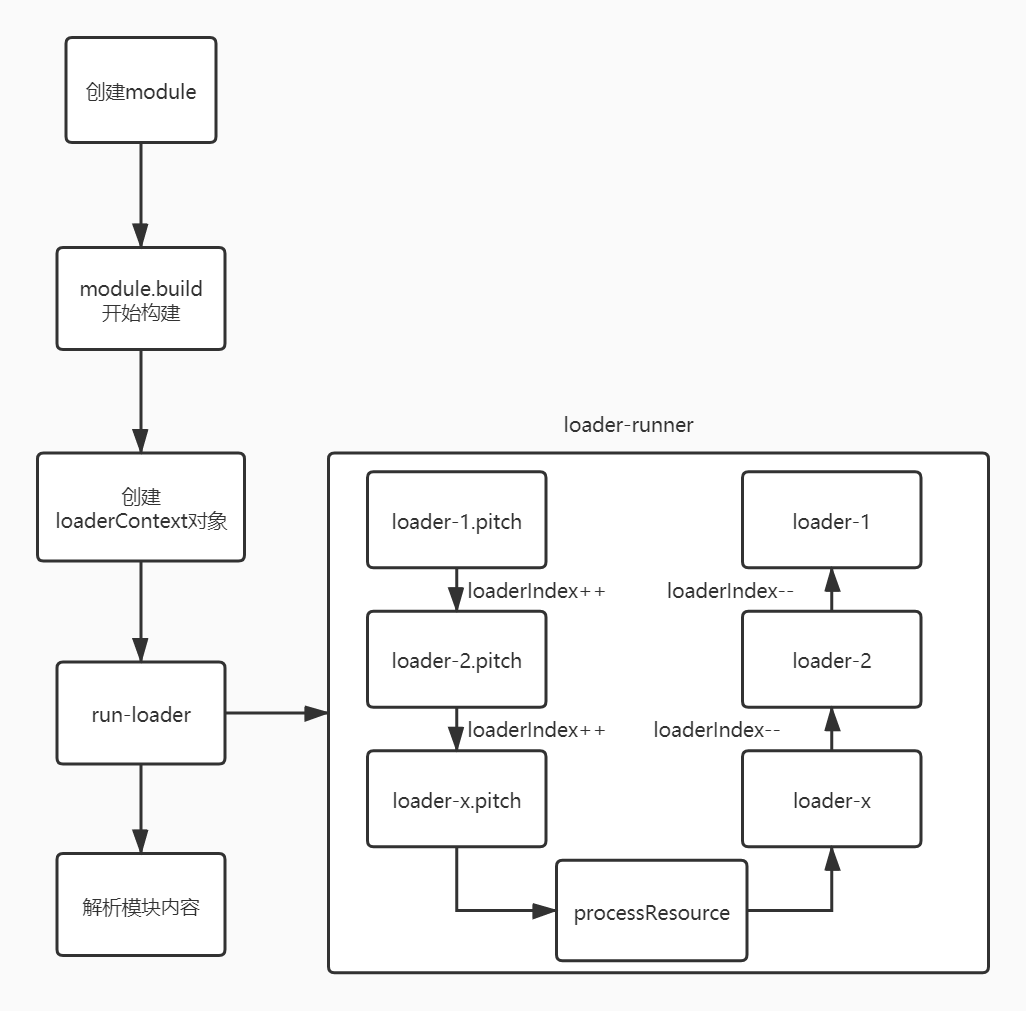 创建module
module.build
开始构建
创建
loaderContext对象
run-loader
解析模块内容
loader-runner
loader-1.pitch
loaderIndex++
loader-2.pitch
loaderIndex++
loader-x.pitch
processResource
loader-x
loaderIndex--
loader-2
loaderIndex--
loader-1